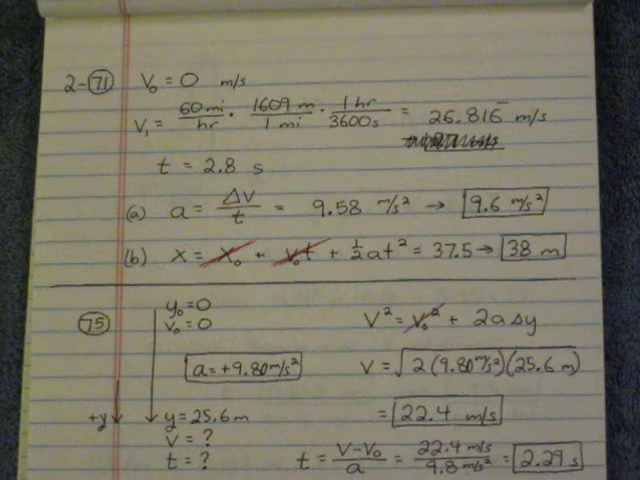 2-71 V₀ = 0 m/s
V₁ = 60 mi/hr · 1609 m/1 mi · 1 hr/3600 s = 26.816̅ m/s
t = 2.8 s
(a) a = ΔV/t = 9.58 m/s² → 9.6 m/s²
(b) x = x₀ + v₀t + ½at² = 37.5 → 38 m
75 y₀ = 0
v₀ = 0 V² = v₀² + 2aΔy
a = +9.80 m/s² V = √2(9.80 m/s²)(25.6 m)
+y y = 25.6 m = 22.4 m/s
v = ?
t = ? t = V-V₀/a = 22.4 m/s/9.8 m/s² = 2.29 s